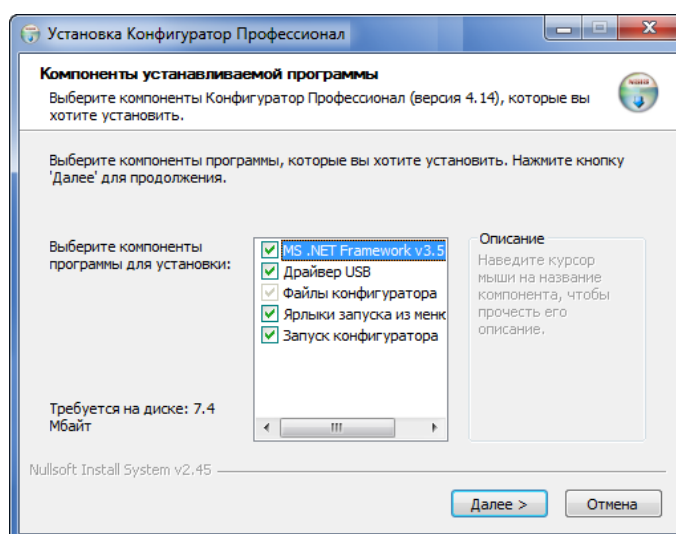 Установка Конфигуратор Профессионал
Компоненты устанавливаемой программы
Выберите компоненты Конфигуратор Профессионал (версия 4.14), которые вы
хотите установить.
Выберите компоненты программы, которые вы хотите установить. Нажмите кнопку
'Далее' для продолжения.
Выберите компоненты
программы для установки:
MS .NET Framework v3.5
Драйвер USB
Файлы конфигуратора
Ярлыки запуска из меню
Запуск конфигуратора
Описание
Наведите курсор
мыши на название
компонента, чтобы
прочесть его
описание.
Требуется на диске: 7.4
Мбайт
Nullsoft Install System v2.45
Далее >
Отмена